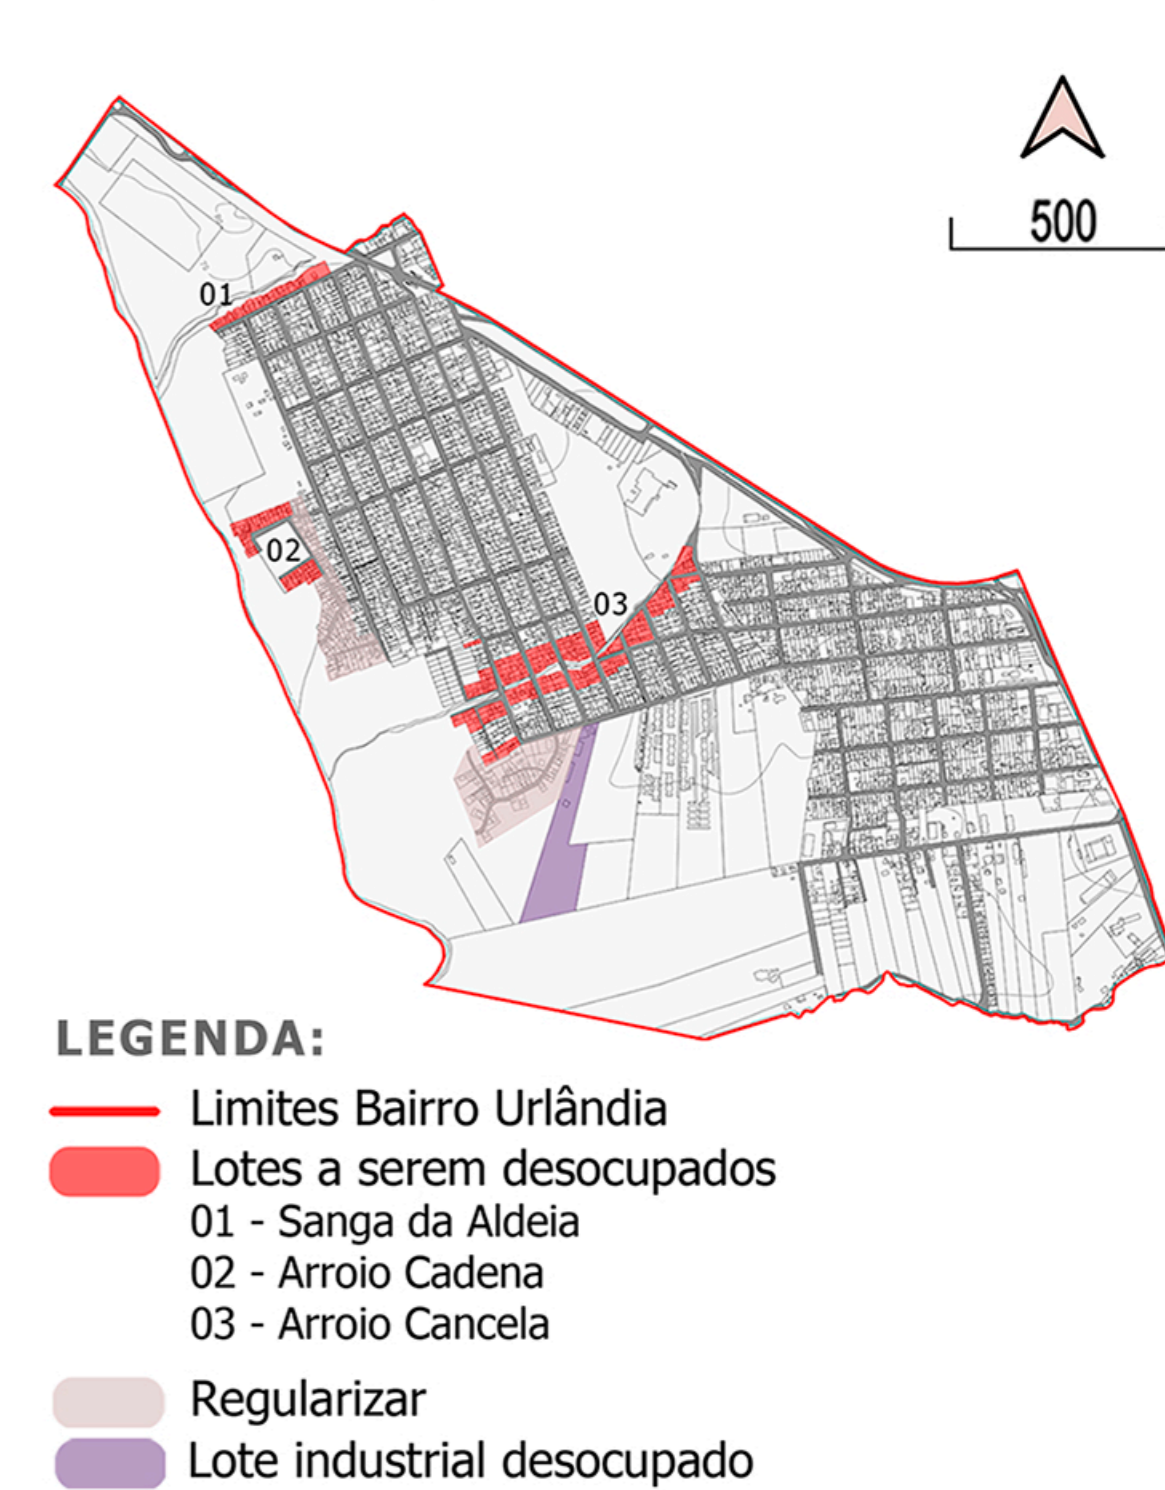 500
01
02
03
LEGENDA:
Limites Bairro Urlândia
Lotes a serem desocupados
01 - Sanga da Aldeia
02 - Arroio Cadena
03 - Arroio Cancela
Regularizar
Lote industrial desocupado